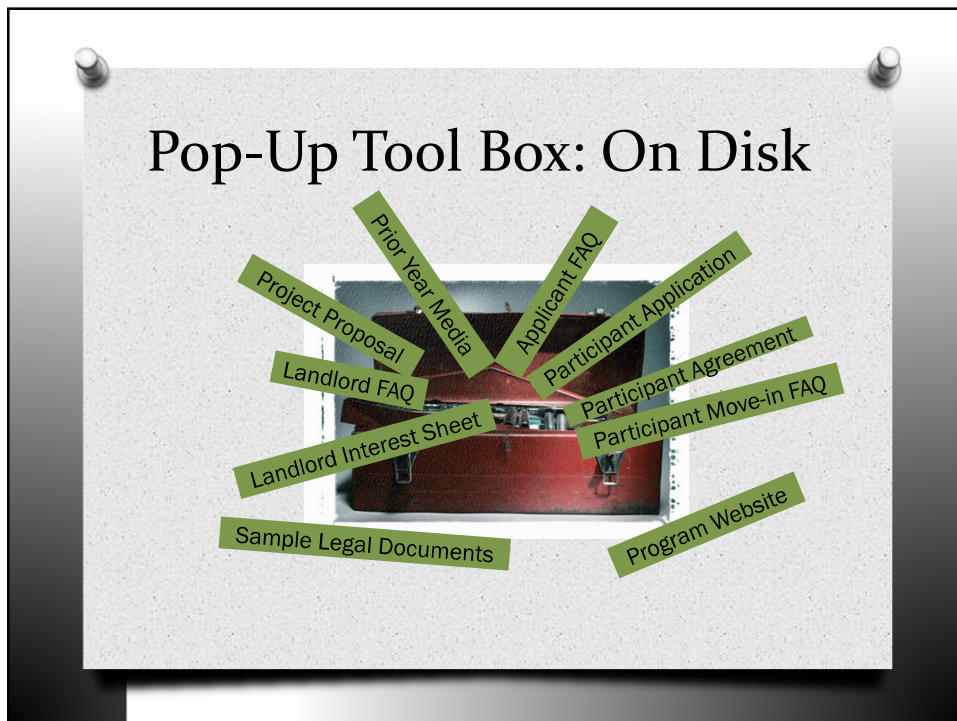 Pop-Up Tool Box: On Disk
Prior Year Media
Applicant FAQ
Project Proposal
Participant Application
Landlord FAQ
Participant Agreement
Landlord Interest Sheet
Participant Move-in FAQ
Sample Legal Documents
Program Website